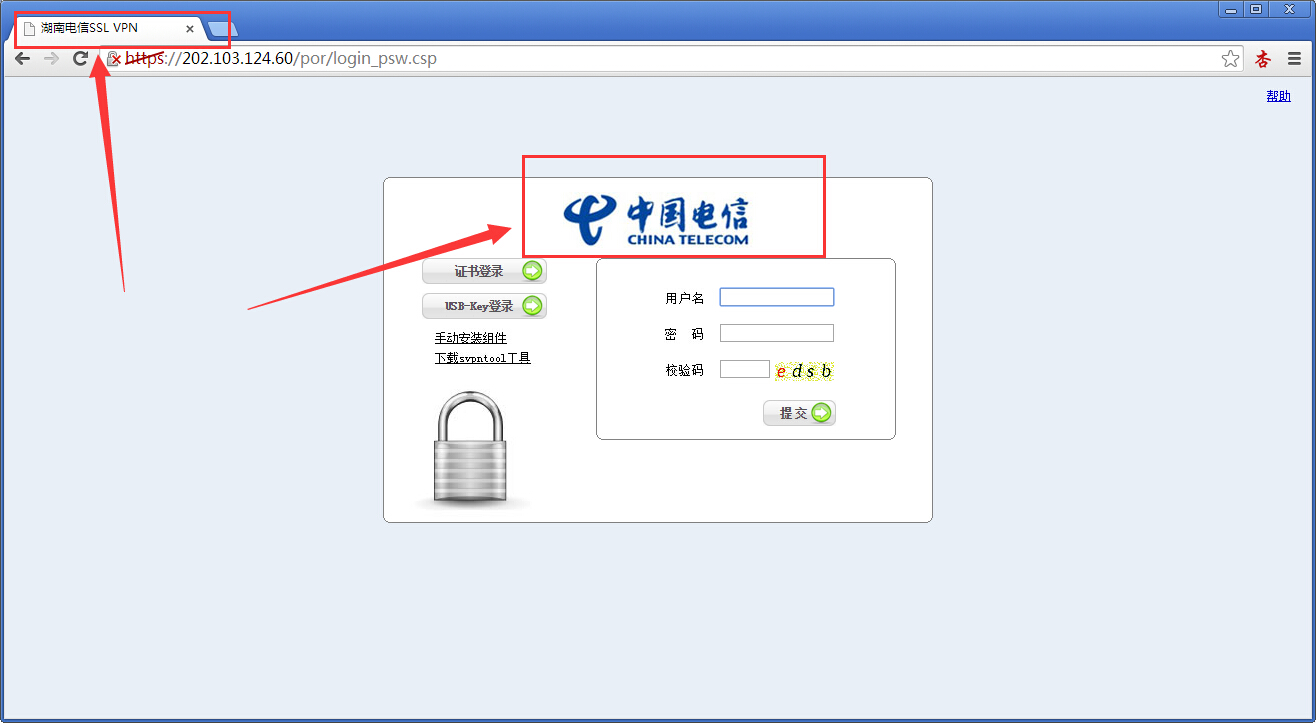 湖南电信SSL VPN
https://202.103.124.60/por/login_psw.csp
杏
帮助
中国电信
CHINA TELECOM
证书登录
USB-Key登录
手动安装组件
下载svpntool工具
用户名
密 码
校验码
e d s b
提交